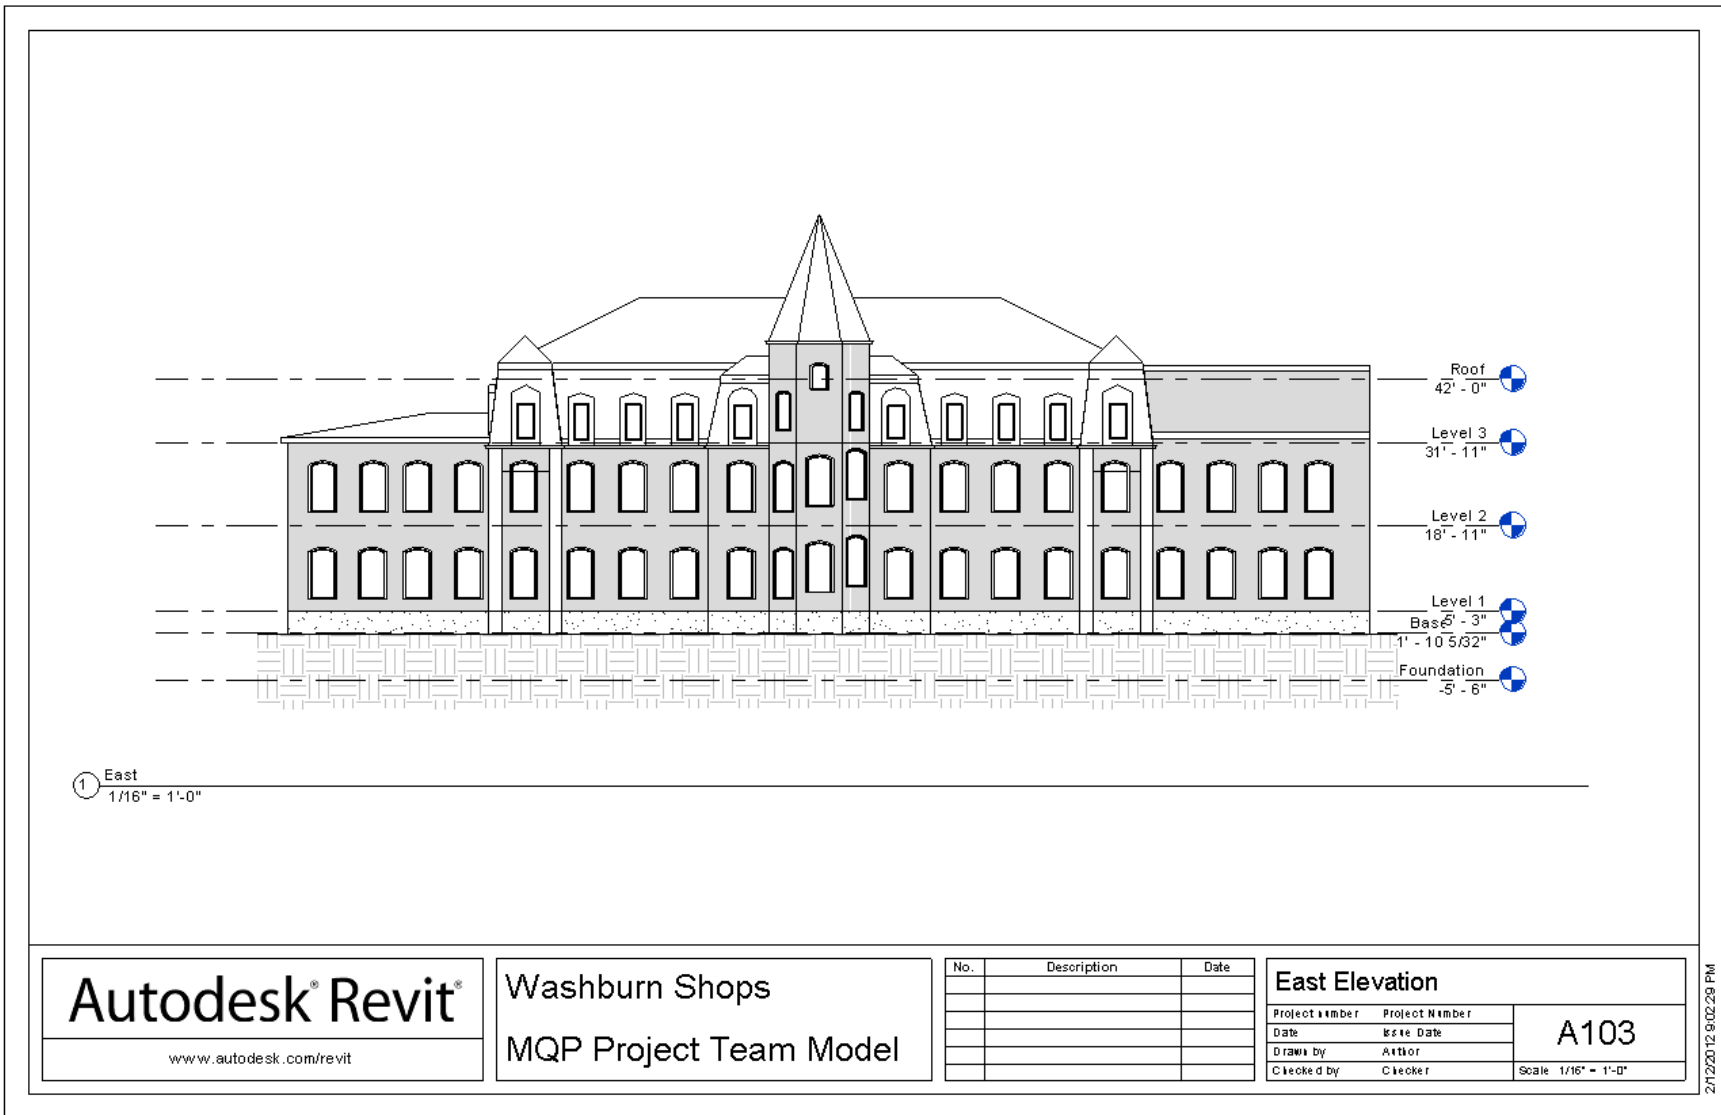 Roof
42' - 0"
Level 3
31' - 11"
Level 2
18' - 11"
Level 1
5' - 3"
Base
1' - 10 5/32"
Foundation
-5' - 6"
1
East
1/16" = 1'-0"
Autodesk® Revit®
www.autodesk.com/revit
Washburn Shops
MQP Project Team Model
No. Description Date
East Elevation
Project number Project Number
Date Issue Date
Drawn by Author
Checked by Checker
A103
Scale 1/16" = 1'-0"
2/12/2012 9:02:29 PM